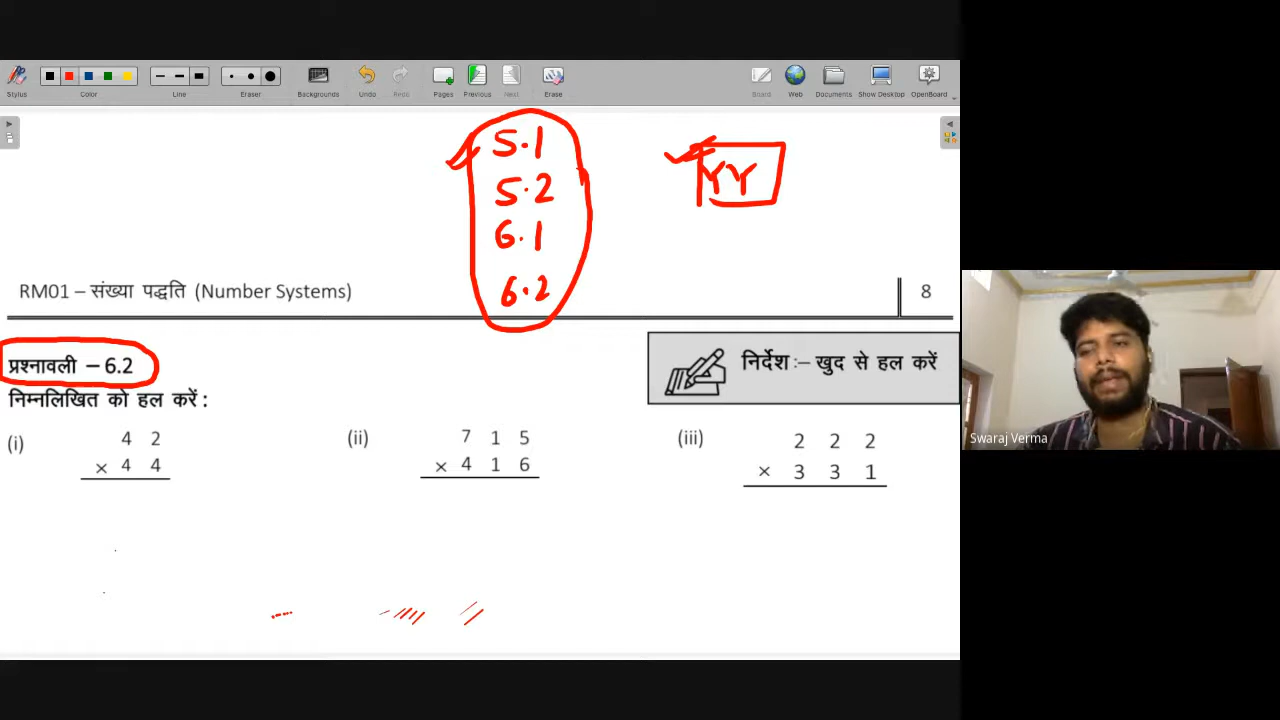 Stylus
Color
Line
Eraser
Backgrounds
Undo
Redo
Pages
Previous
Next
Erase
Board
Web
Documents
Show Desktop
OpenBoard
5.1
5.2
6.1
6.2
RM01 – संख्या पद्धति (Number Systems)
8
प्रश्नावली – 6.2
निर्देश :– खुद से हल करें
निम्नलिखित को हल करें :
(i) 4 2
× 4 4
(ii) 7 1 5
× 4 1 6
(iii) 2 2 2
× 3 3 1
Swaraj Verma